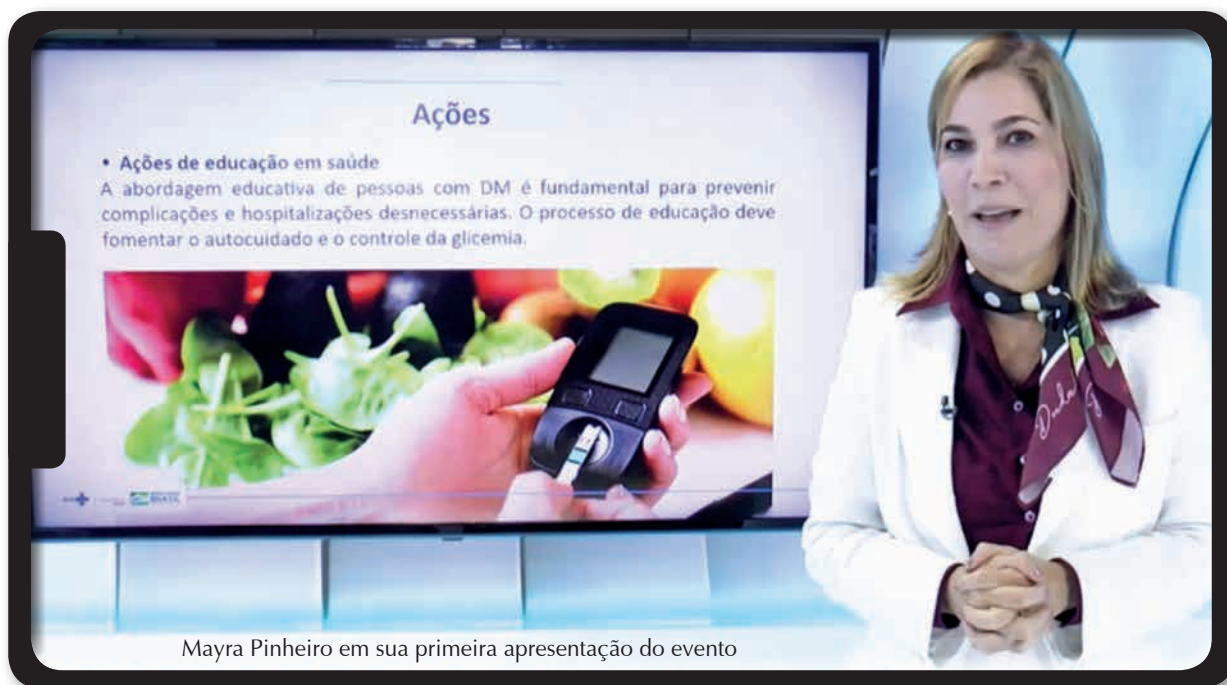 Ações
• Ações de educação em saúde
A abordagem educativa de pessoas com DM é fundamental para prevenir
complicações e hospitalizações desnecessárias. O processo de educação deve
fomentar o autocuidado e o controle da glicemia.
BRASIL
Mayra Pinheiro em sua primeira apresentação do evento